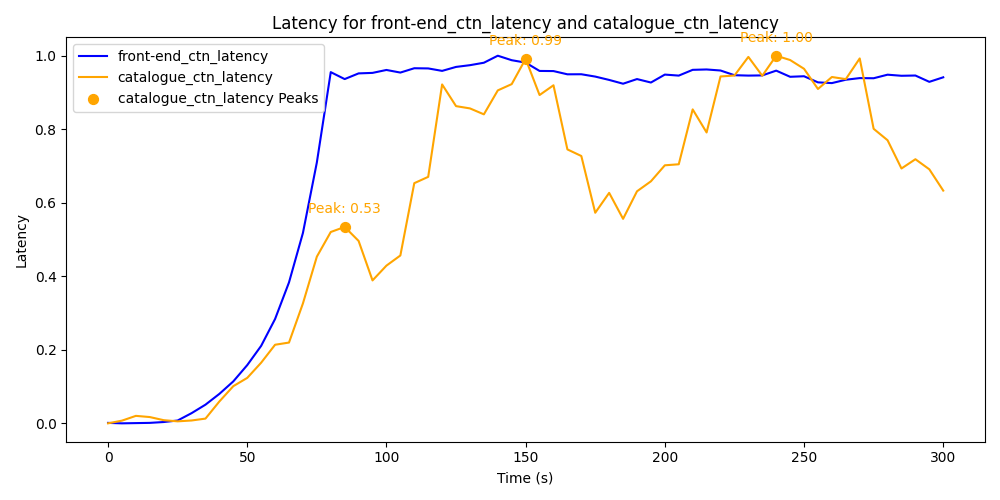 Latency for front-end_ctn_latency and catalogue_ctn_latency
front-end_ctn_latency
catalogue_ctn_latency
catalogue_ctn_latency Peaks
Peak: 0.53
Peak: 0.99
Peak: 1.00
Latency
1.0
0.8
0.6
0.4
0.2
0.0
0
50
100
150
200
250
300
Time (s)